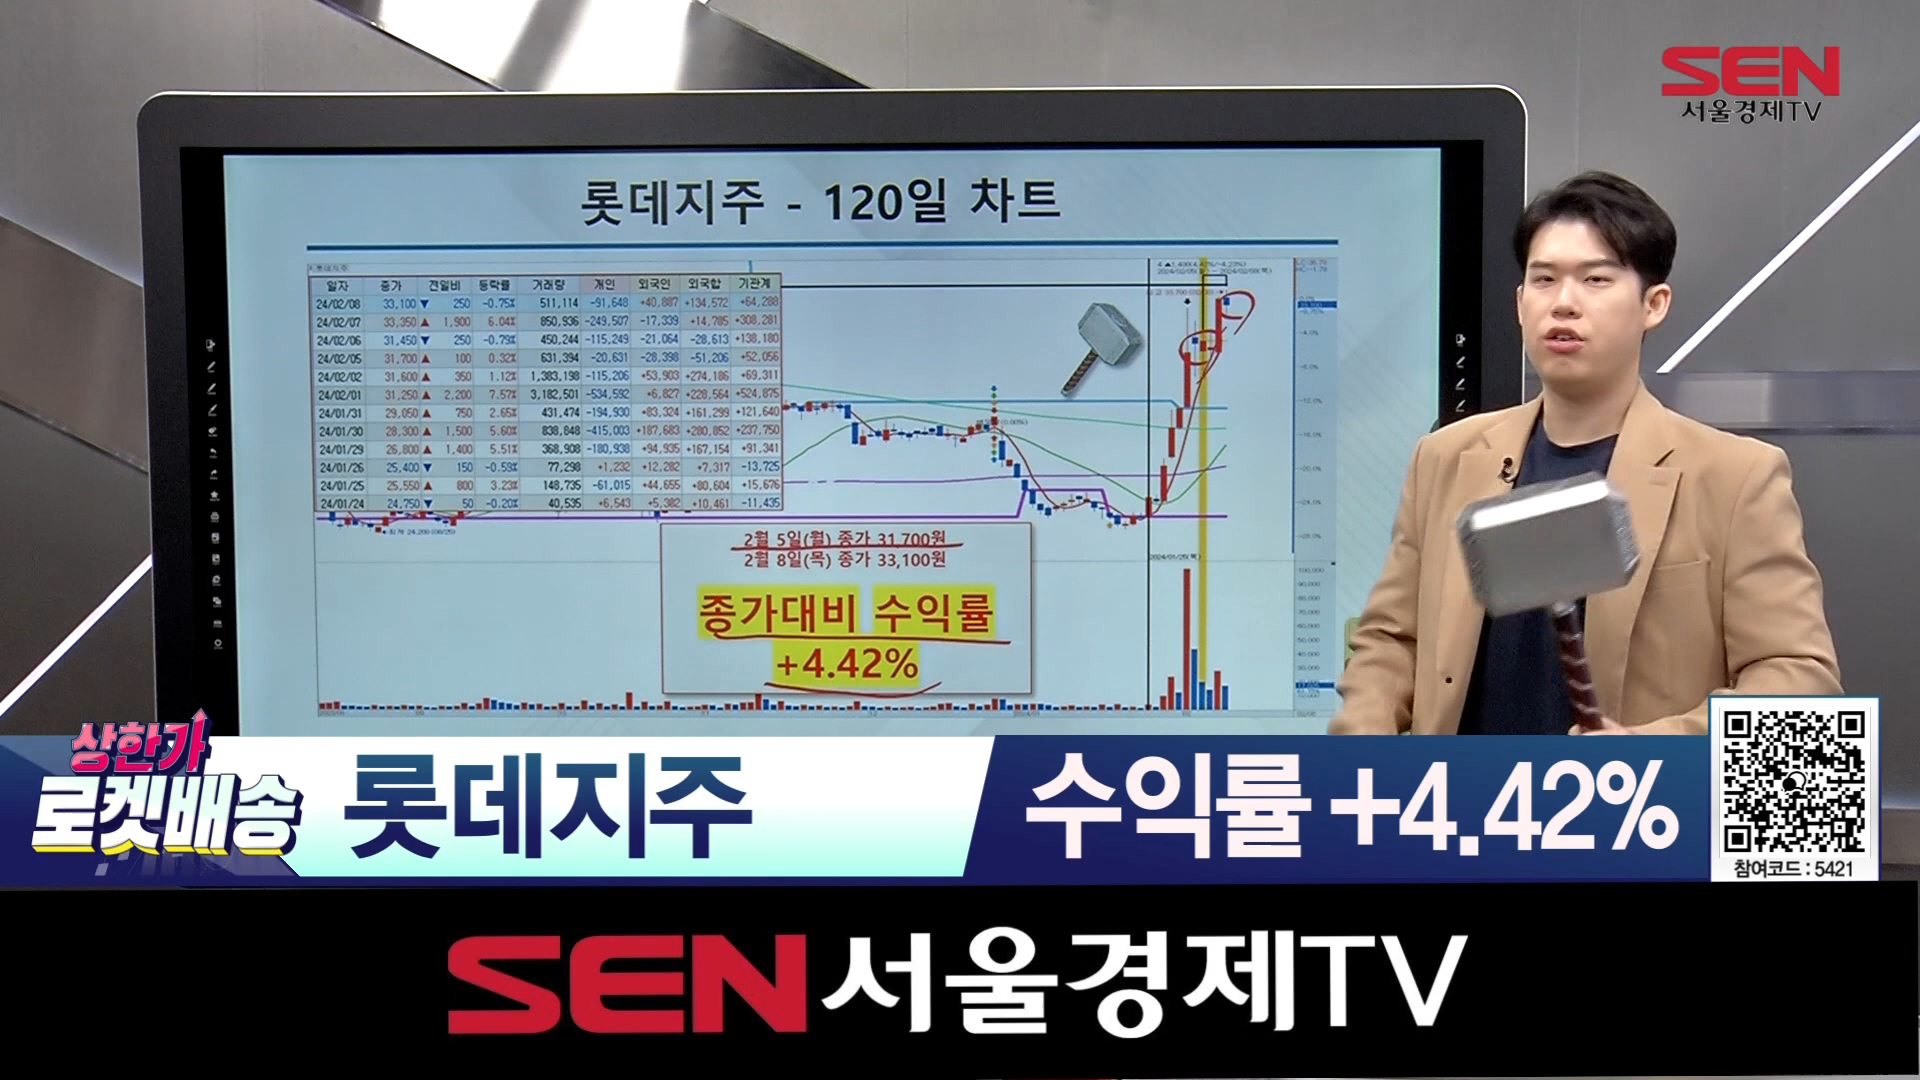 SEN
서울경제TV
롯데지주 - 120일 차트
일자 종가 전일비 등락률 거래량 개인 외국인 외국합 기관계
24/02/08 33,100 ▼ 250 -0.75% 511,114 -91,648 +40,887 +134,572 +64,288
24/02/07 33,350 ▲ 1,900 6.04% 850,936 -249,507 -17,339 +14,785 +308,281
24/02/06 31,450 ▼ 250 -0.79% 450,244 -115,249 -21,064 -28,613 +138,180
24/02/05 31,700 ▲ 100 0.32% 631,394 -20,631 -28,398 -51,206 +52,056
24/02/02 31,600 ▲ 350 1.12% 1,383,198 -115,206 +53,903 +274,186 +69,311
24/02/01 31,250 ▲ 2,200 7.57% 3,182,501 -534,592 +6,827 +228,564 +524,875
24/01/31 29,050 ▲ 750 2.65% 431,474 -194,930 +83,324 +161,299 +121,640
24/01/30 28,300 ▲ 1,500 5.60% 838,848 -415,003 +187,683 +280,852 +237,750
24/01/29 26,800 ▲ 1,400 5.51% 368,908 -180,938 +94,935 +167,154 +91,341
24/01/26 25,400 ▼ 150 -0.59% 77,298 +1,232 +12,282 +7,317 -13,725
24/01/25 25,550 ▲ 800 3.23% 148,735 -61,015 +44,655 +80,604 +15,676
24/01/24 24,750 ▼ 50 -0.20% 40,535 +6,543 +5,382 +10,461 -11,435
2월 5일(월) 종가 31,700원
2월 8일(목) 종가 33,100원
종가대비 수익률
+4.42%
상한가
로켓배송
롯데지주
수익률 +4.42%
참여코드 : 5421
SEN서울경제TV